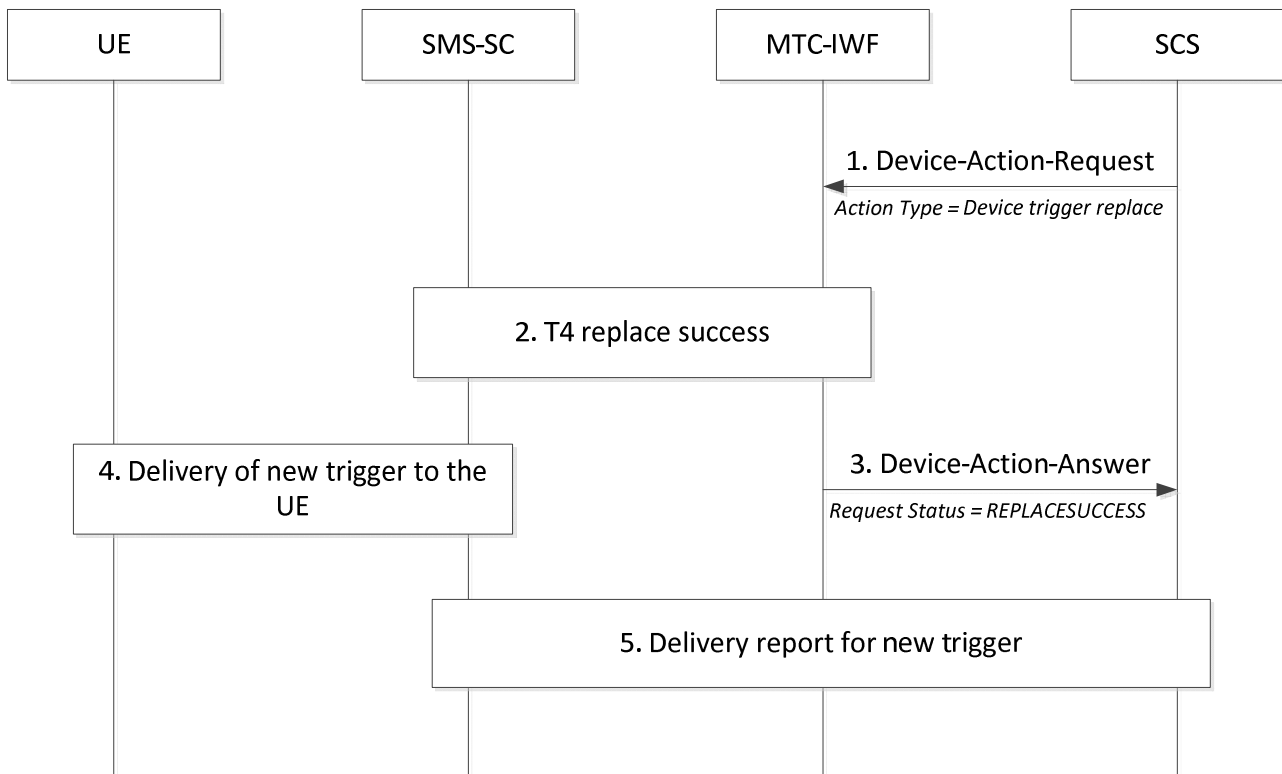 UE
SMS-SC
MTC-IWF
SCS
1. Device-Action-Request
Action Type = Device trigger replace
2. T4 replace success
4. Delivery of new trigger to the
UE
3. Device-Action-Answer
Request Status = REPLACESUCCESS
5. Delivery report for new trigger